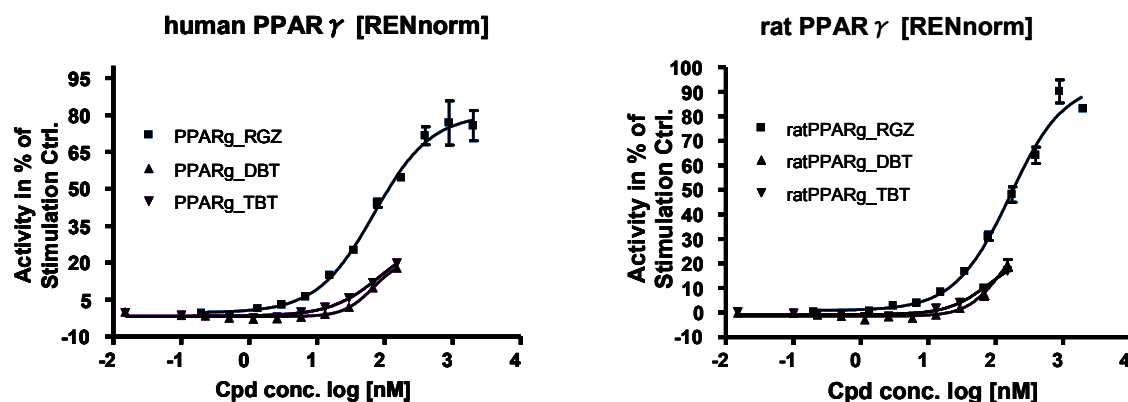 human PPARγ [RENnorm]
Activity in % of
Stimulation Ctrl.
95
80
65
50
35
20
5
-10
PPARg_RGZ
PPARg_DBT
PPARg_TBT
-2
-1
0
1
2
3
4
Cpd conc. log [nM]
rat PPARγ [RENnorm]
Activity in % of
Stimulation Ctrl.
100
90
80
70
60
50
40
30
20
10
0
-10
ratPPARg_RGZ
ratPPARg_DBT
ratPPARg_TBT
-2
-1
0
1
2
3
4
Cpd conc. log [nM]